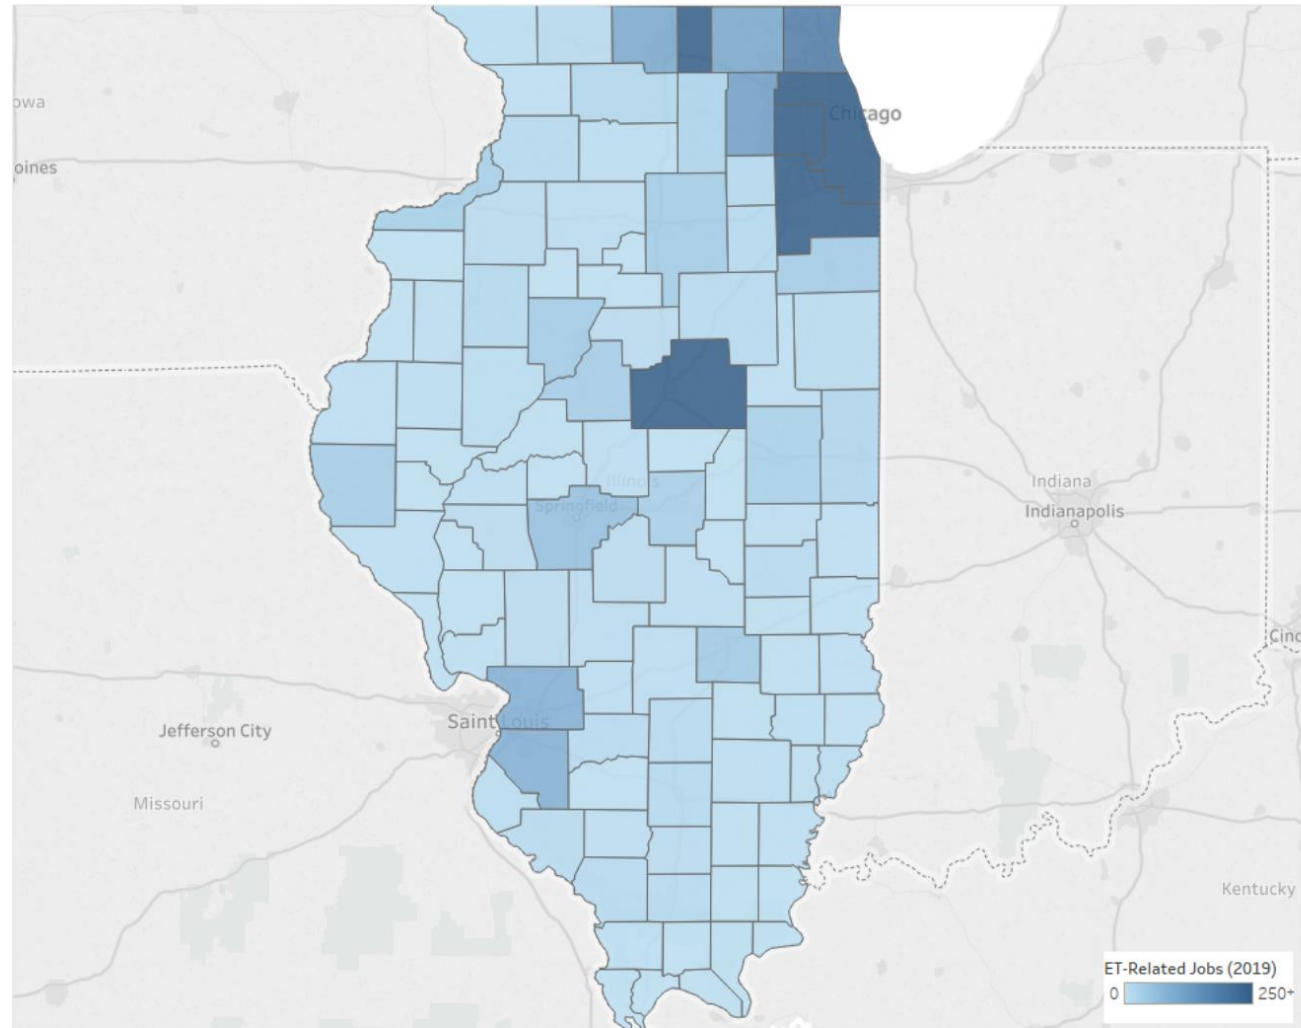 owa
Chicago
oines
Illinois
Springfield
Indiana
Indianapolis
Cinc
Saint Louis
Jefferson City
Missouri
Kentucky
ET-Related Jobs (2019)
0 250+